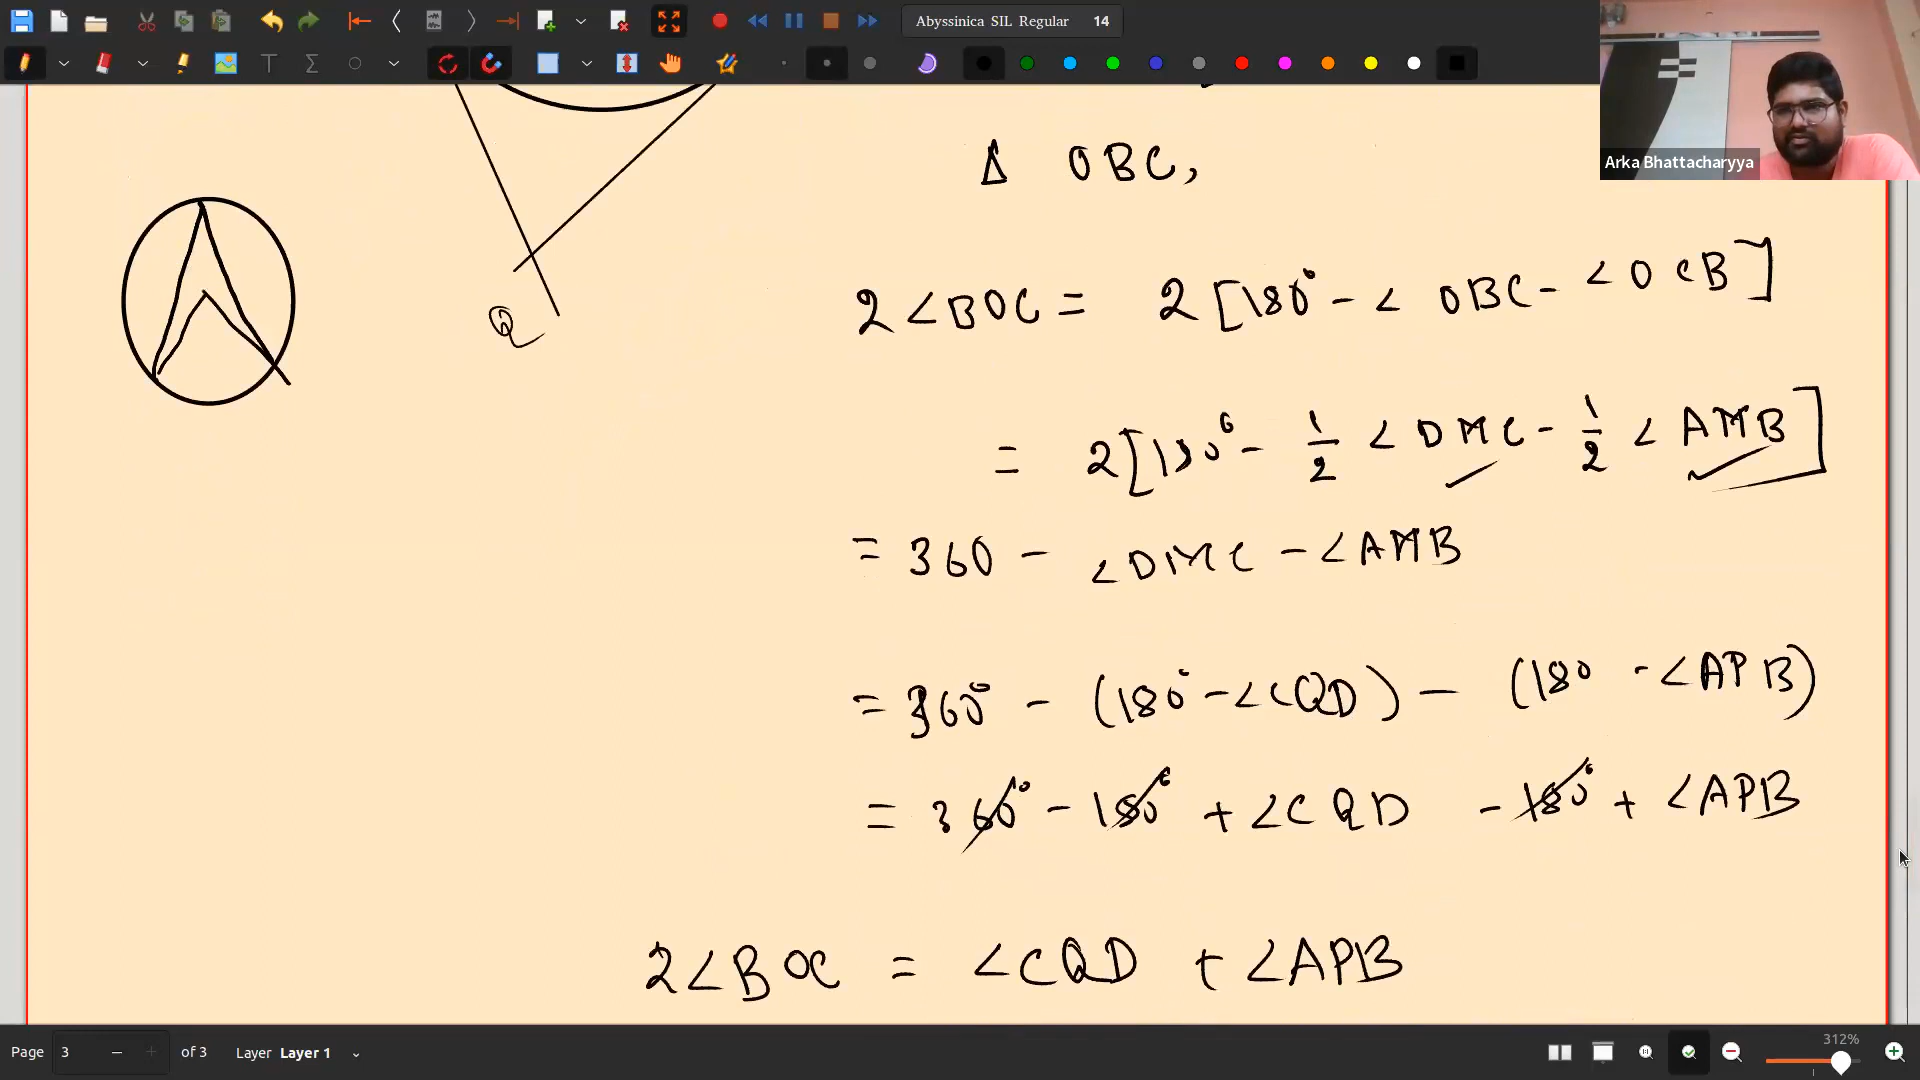 Abyssinica SIL Regular 14
Arka Bhattacharyya
Δ OBC,
2 ∠BOC = 2 [180° - ∠ OBC - ∠ OCB]
= 2 [180° - 1/2 ∠ DMC - 1/2 ∠ AMB]
= 360 - ∠DMC - ∠AMB
= 360° - (180° - ∠CQD) - (180 - ∠APB)
= 360° - 180° + ∠CQD - 180° + ∠APB
2∠BOC = ∠CQD + ∠APB
Q
Page 3 of 3 Layer Layer 1 312%